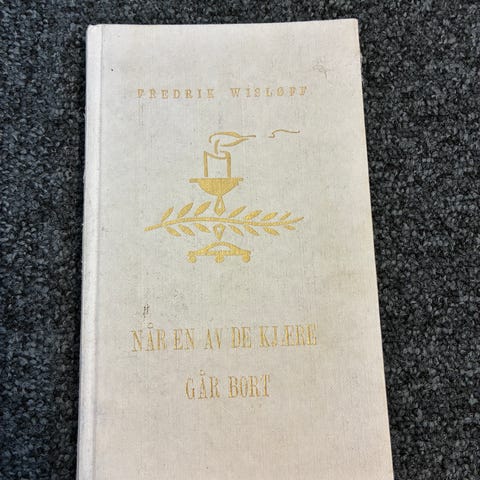 FREDRIK WISLØFF
NÅR EN AV DE KJÆRE
GÅR BORT